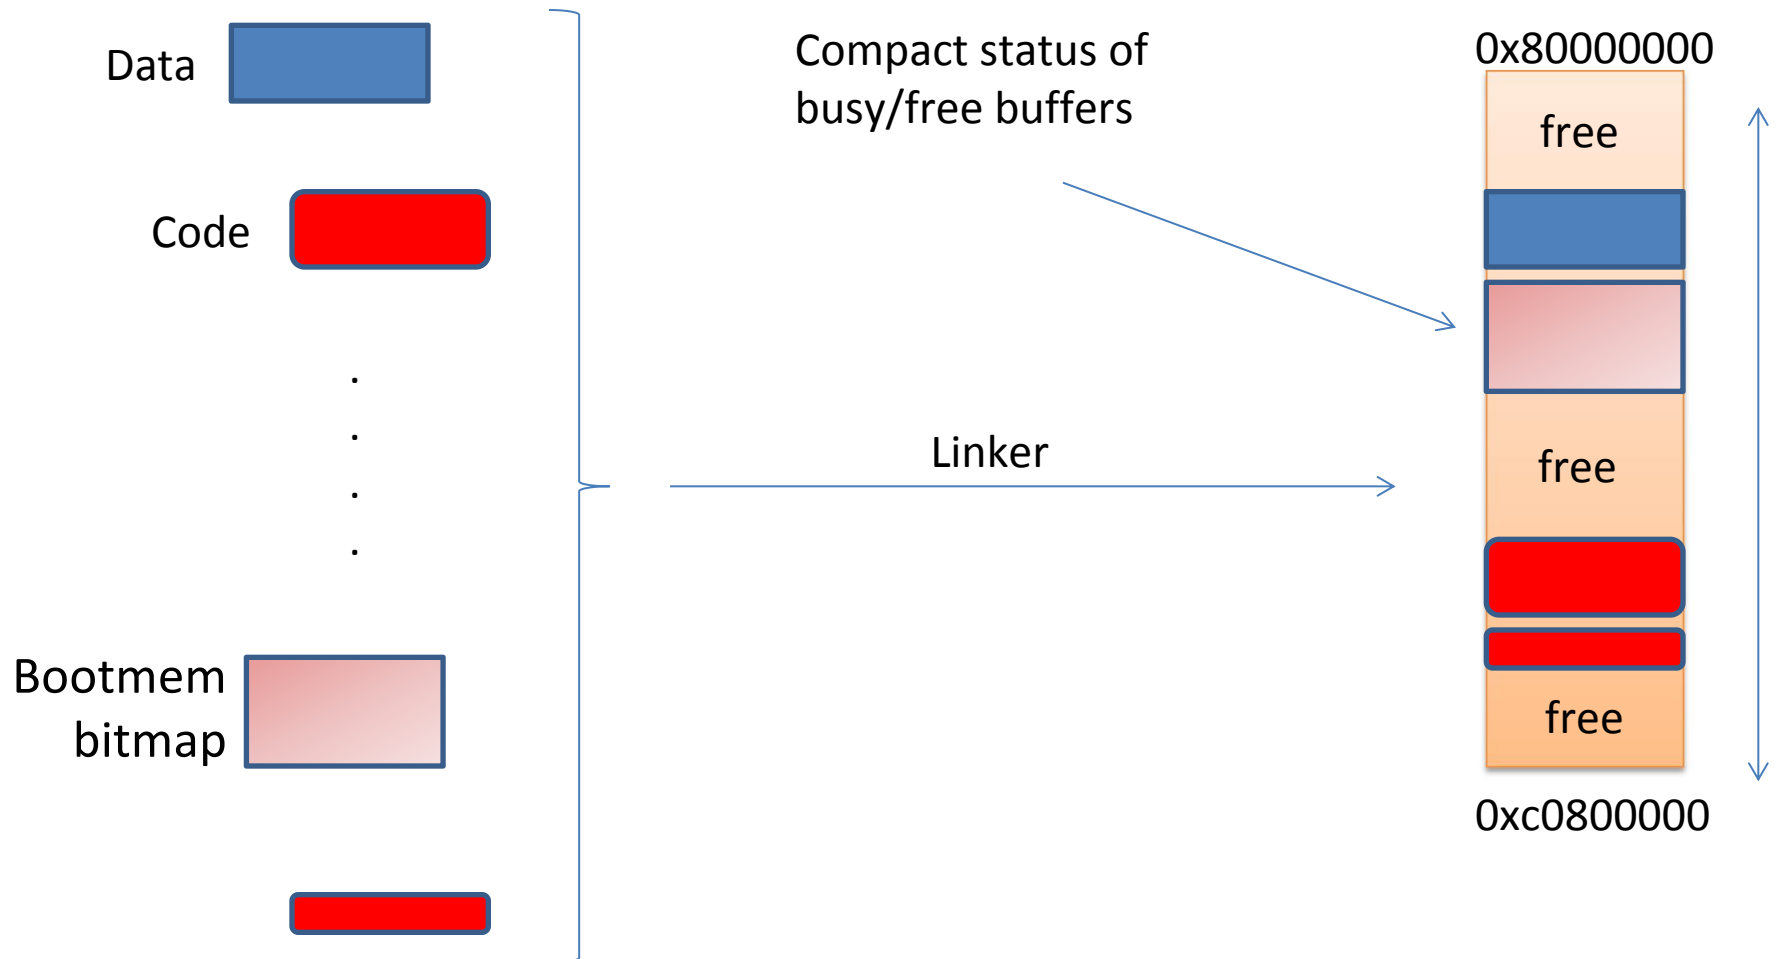 Data
Code
.
.
.
.
Bootmem
bitmap
Compact status of
busy/free buffers
Linker
0x80000000
free
free
free
0xc0800000